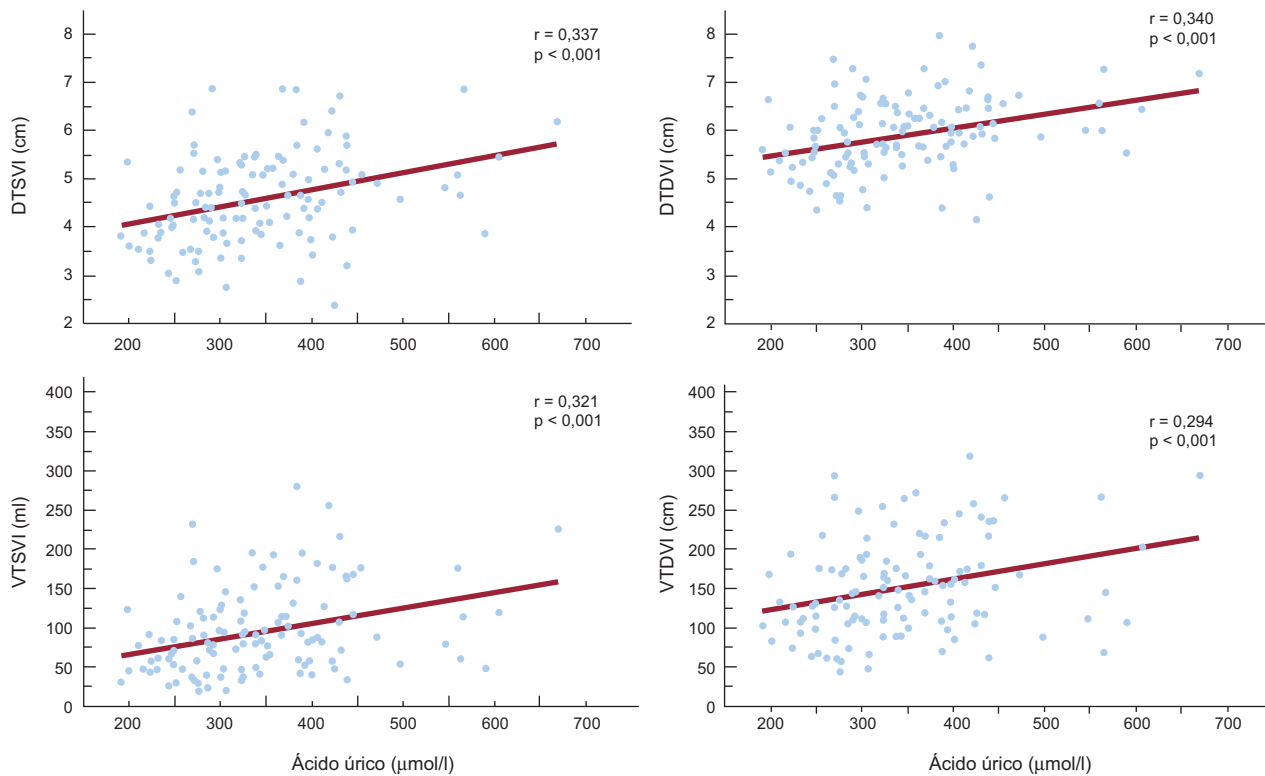 r = 0,337
p < 0,001
DTSVI (cm)
8
7
6
5
4
3
2
200 300 400 500 600 700
r = 0,340
p < 0,001
DTDVI (cm)
8
7
6
5
4
3
2
200 300 400 500 600 700
r = 0,321
p < 0,001
VTSVI (ml)
400
350
300
250
200
150
100
50
0
200 300 400 500 600 700
Ácido úrico (μmol/l)
r = 0,294
p < 0,001
VTDVI (cm)
400
350
300
250
200
150
100
50
0
200 300 400 500 600 700
Ácido úrico (μmol/l)